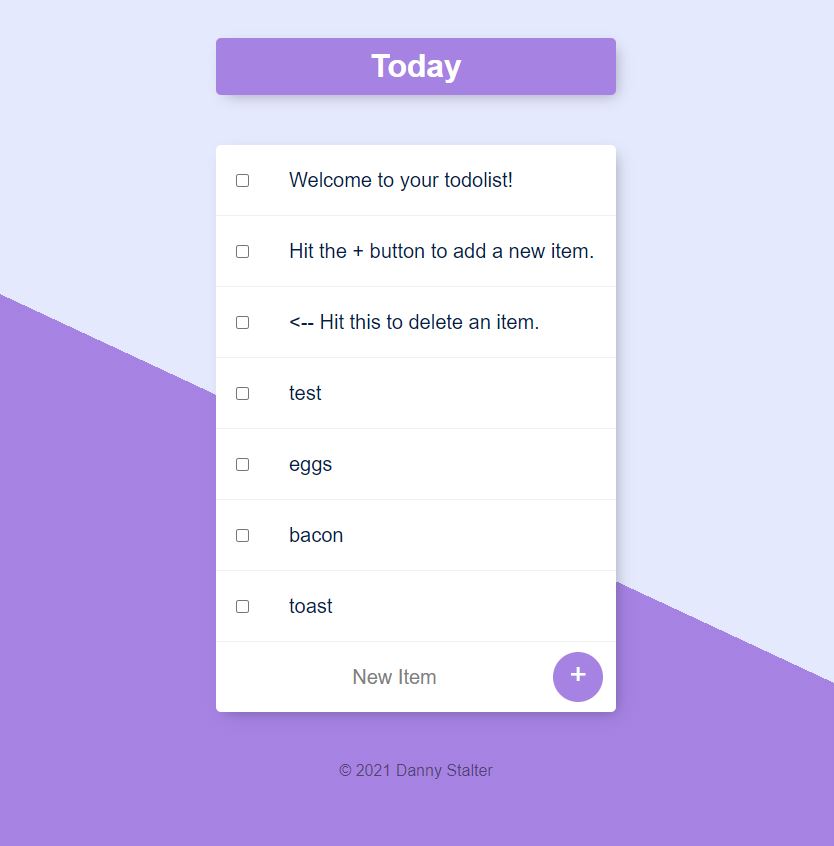 Today
Welcome to your todolist!
Hit the + button to add a new item.
<-- Hit this to delete an item.
test
eggs
bacon
toast
New Item
+
© 2021 Danny Stalter